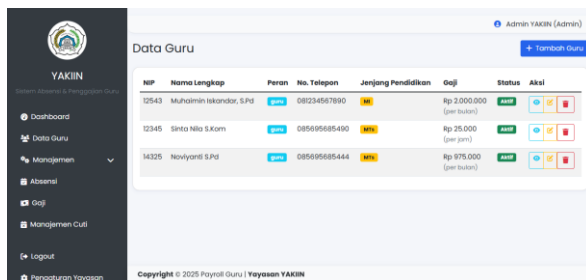 Admin YAKIIN (Admin)
YAKIIN
Sistem Absensi & Penggajian Guru
Dashboard
Data Guru
Manajemen
Absensi
Gaji
Manajemen Cuti
Logout
Pengaturan Yayasan
Data Guru
+ Tambah Guru
NIP Nama Lengkap Peran No. Telepon Jenjang Pendidikan Gaji Status Aksi
12543 Muhaimin Iskandar, S.Pd guru 081234567890 MI Rp 2.000.000 Aktif
(per bulan)
12345 Sinta Nila S.Kom guru 085695685490 MTs Rp 25.000 Aktif
(per jam)
14325 Noviyanti S.Pd guru 085695685444 MTs Rp 975.000 Aktif
(per bulan)
Copyright © 2025 Payroll Guru | Yayasan YAKIIN